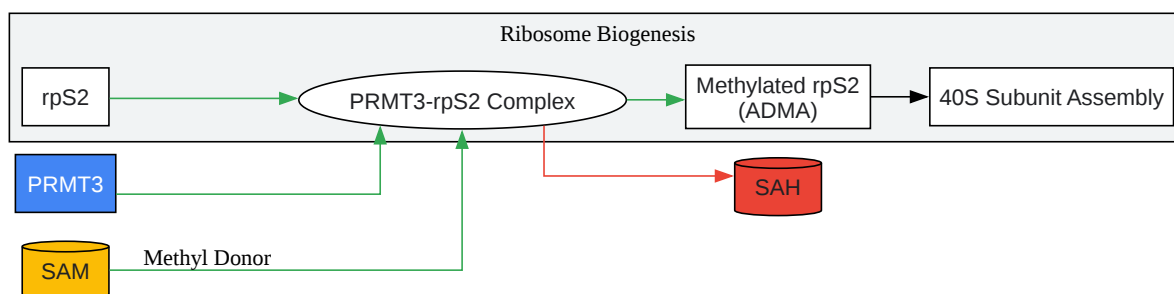 Ribosome Biogenesis
rpS2
PRMT3-rpS2 Complex
Methylated rpS2
(ADMA)
40S Subunit Assembly
PRMT3
SAH
Methyl Donor
SAM